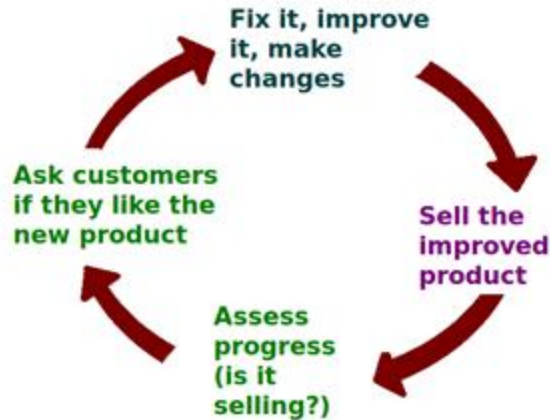 Fix it, improve
it, make
changes
Sell the
improved
product
Assess
progress
(is it
selling?)
Ask customers
if they like the
new product